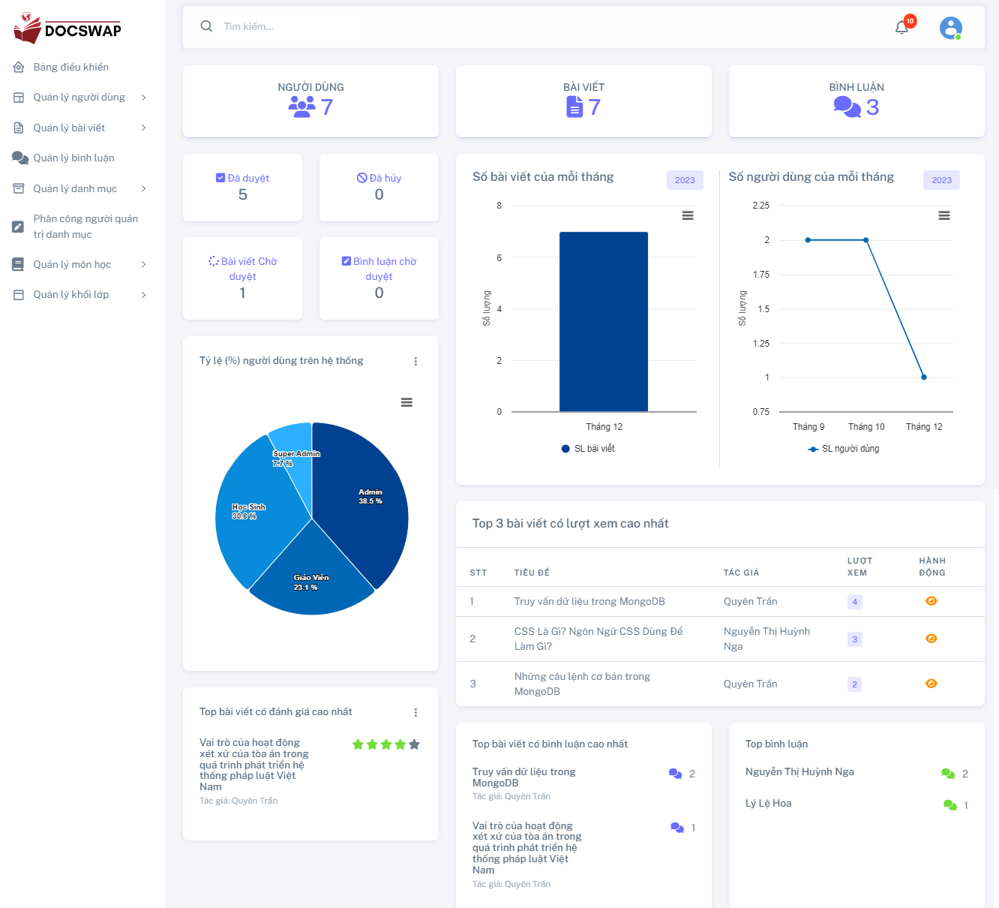 DOCSWAP
Bảng điều khiển
Quản lý người dùng
Quản lý bài viết
Quản lý bình luận
Quản lý danh mục
Phân công người quản
trị danh mục
Quản lý môn học
Quản lý khối lớp
Tìm kiếm...
10
NGƯỜI DÙNG
7
BÀI VIẾT
7
BÌNH LUẬN
3
Đã duyệt
5
Đã hủy
0
Bài viết Chờ
duyệt
1
Bình luận chờ
duyệt
0
Số bài viết của mỗi tháng
2023
8
6
4
2
0
Số lượng
Tháng 12
SL bài viết
Số người dùng của mỗi tháng
2023
2.25
2
1.75
1.5
1.25
1
0.75
Số lượng
Tháng 9
Tháng 10
Tháng 12
SL người dùng
Tỷ lệ (%) người dùng trên hệ thống
Super Admin
7.7 %
Admin
38.5 %
Học Sinh
30.8 %
Giáo Viên
23.1 %
Top 3 bài viết có lượt xem cao nhất
STT TIÊU ĐỀ TÁC GIẢ LƯỢT XEM HÀNH ĐỘNG
1 Truy vấn dữ liệu trong MongoDB Quyên Trần 4
2 CSS Là Gì? Ngôn Ngữ CSS Dùng Để Làm Gì? Nguyễn Thị Huỳnh Nga 3
3 Những câu lệnh cơ bản trong MongoDB Quyên Trần 2
Top bài viết có đánh giá cao nhất
Vai trò của hoạt động
xét xử của tòa án trong
quá trình phát triển hệ
thống pháp luật Việt
Nam
Tác giả: Quyên Trần
Top bài viết có bình luận cao nhất
Truy vấn dữ liệu trong
MongoDB
2
Tác giả: Quyên Trần
Vai trò của hoạt động
xét xử của tòa án trong
quá trình phát triển hệ
thống pháp luật Việt
Nam
1
Tác giả: Quyên Trần
Top bình luận
Nguyễn Thị Huỳnh Nga 2
Lý Lệ Hoa 1